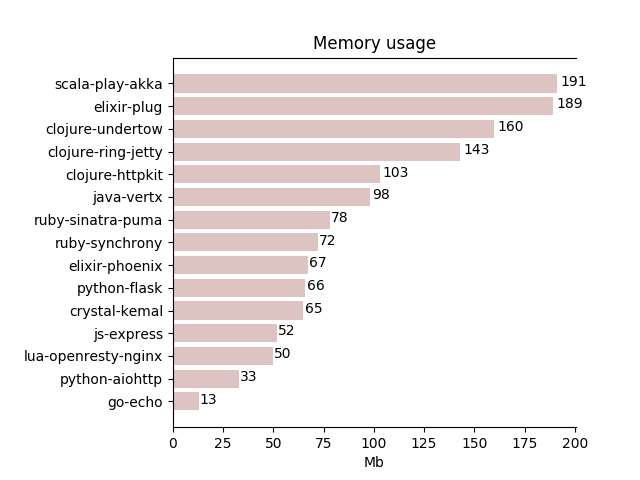 Memory usage
scala-play-akka 191
elixir-plug 189
clojure-undertow 160
clojure-ring-jetty 143
clojure-httpkit 103
java-vertx 98
ruby-sinatra-puma 78
ruby-synchrony 72
elixir-phoenix 67
python-flask 66
crystal-kemal 65
js-express 52
lua-openresty-nginx 50
python-aiohttp 33
go-echo 13
0 25 50 75 100 125 150 175 200
Mb